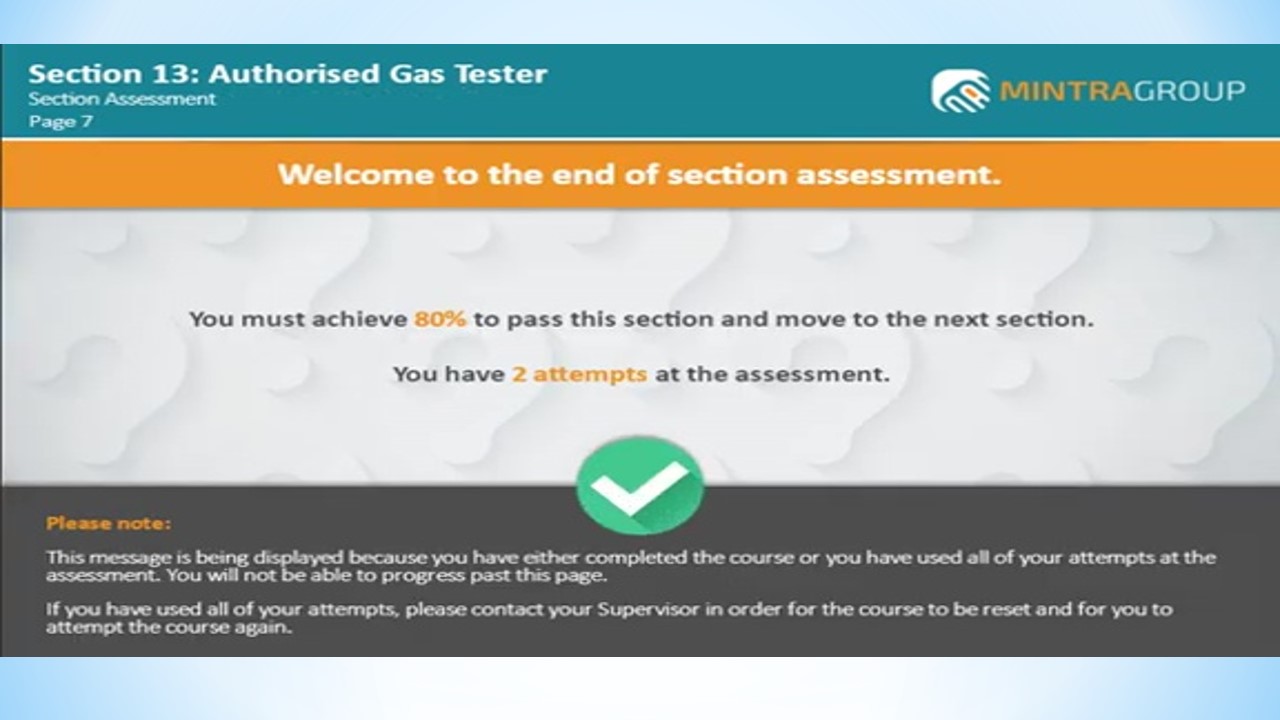 Section 13: Authorised Gas Tester
Section Assessment
Page 7
MINTRAGROUP
Welcome to the end of section assessment.
You must achieve 80% to pass this section and move to the next section.
You have 2 attempts at the assessment.
Please note:
This message is being displayed because you have either completed the course or you have used all of your attempts at the
assessment. You will not be able to progress past this page.
If you have used all of your attempts, please contact your Supervisor in order for the course to be reset and for you to
attempt the course again.